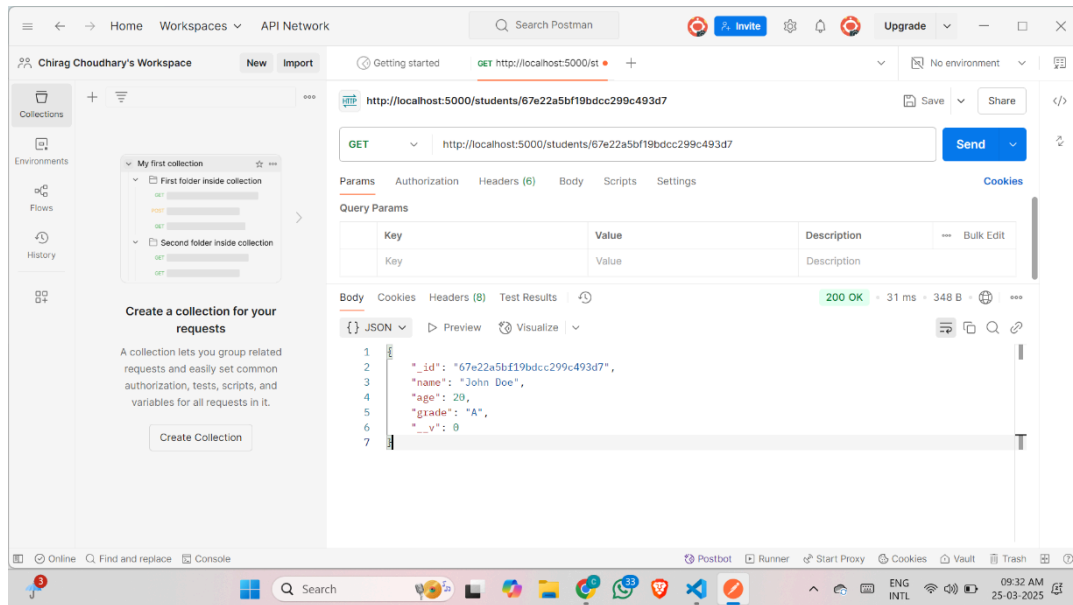 Home Workspaces API Network Search Postman Invite Upgrade
Chirag Choudhary's Workspace New Import Getting started GET http://localhost:5000/st No environment
Collections
Environments
Flows
History
My first collection
First folder inside collection
GET
POST
GET
Second folder inside collection
GET
GET
Create a collection for your
requests
A collection lets you group related
requests and easily set common
authorization, tests, scripts, and
variables for all requests in it.
Create Collection
HTTP http://localhost:5000/students/67e22a5bf19bdcc299c493d7 Save Share
GET http://localhost:5000/students/67e22a5bf19bdcc299c493d7 Send
Params Authorization Headers (6) Body Scripts Settings Cookies
Query Params
Key Value Description Bulk Edit
Key Value Description
Body Cookies Headers (8) Test Results 200 OK 31 ms 348 B
{} JSON Preview Visualize
1 {
2 "_id": "67e22a5bf19bdcc299c493d7",
3 "name": "John Doe",
4 "age": 20,
5 "grade": "A",
6 "__v": 0
7 }
Online Find and replace Console Postbot Runner Start Proxy Cookies Vault Trash
3 Search 33 ENG 09:32 AM
INTL 25-03-2025